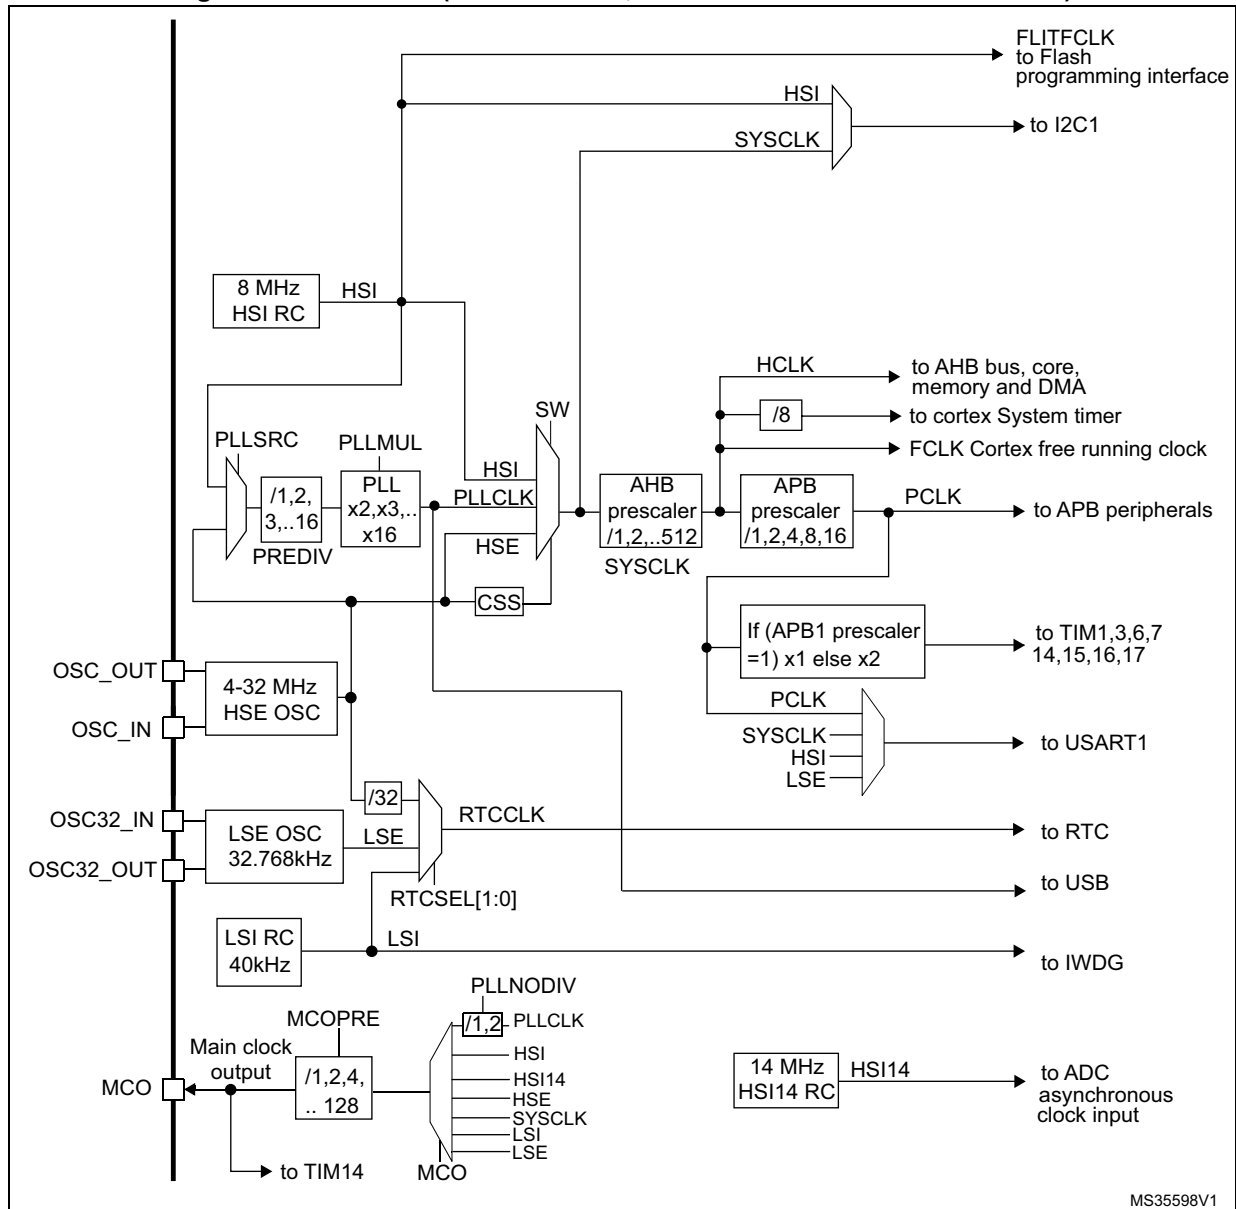 FLITFCLK
to Flash
programming interface
HSI
to I2C1
SYSCLK
8 MHz
HSI RC
HSI
HCLK
to AHB bus, core,
memory and DMA
/8
to cortex System timer
FCLK Cortex free running clock
SW
PLLSRC
PLLMUL
/1,2,
3,..16
PREDIV
PLL
x2,x3,..
x16
HSI
PLLCLK
HSE
CSS
AHB
prescaler
/1,2,..512
SYSCLK
APB
prescaler
/1,2,4,8,16
PCLK
to APB peripherals
If (APB1 prescaler
=1) x1 else x2
to TIM1,3,6,7
14,15,16,17
OSC_OUT
OSC_IN
4-32 MHz
HSE OSC
PCLK
SYSCLK
HSI
LSE
to USART1
/32
OSC32_IN
OSC32_OUT
LSE OSC
32.768kHz
LSE
RTCCLK
to RTC
RTCSEL[1:0]
to USB
LSI RC
40kHz
LSI
to IWDG
PLLNODIV
/1,2
PLLCLK
MCOPRE
Main clock
output
MCO
/1,2,4,
.. 128
HSI
HSI14
HSE
SYSCLK
LSI
LSE
MCO
to TIM14
14 MHz
HSI14 RC
HSI14
to ADC
asynchronous
clock input
MS35598V1